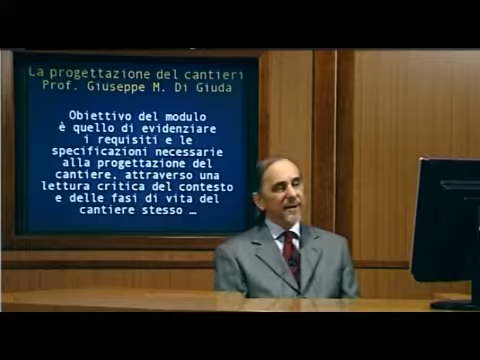 La progettazione del cantieri
Prof. Giuseppe M. Di Giuda
Obiettivo del modulo
è quello di evidenziare
i requisiti e le
specificazioni necessarie
alla progettazione del
cantiere, attraverso una
lettura critica del contesto
e delle fasi di vita del
cantiere stesso …